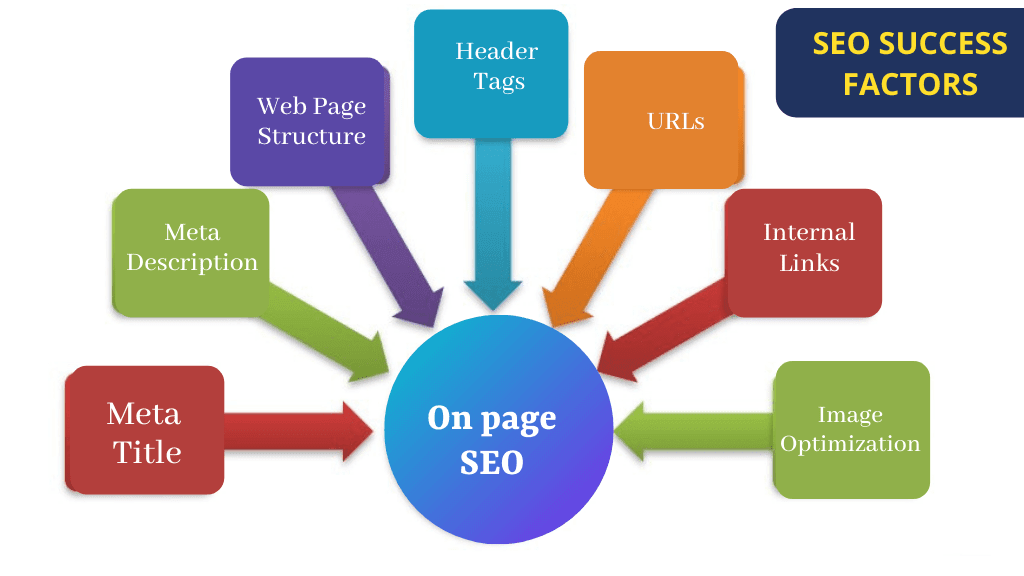 SEO SUCCESS
FACTORS
Header
Tags
Web Page
Structure
URLs
Meta
Description
Internal
Links
Meta
Title
Image
Optimization
On page
SEO